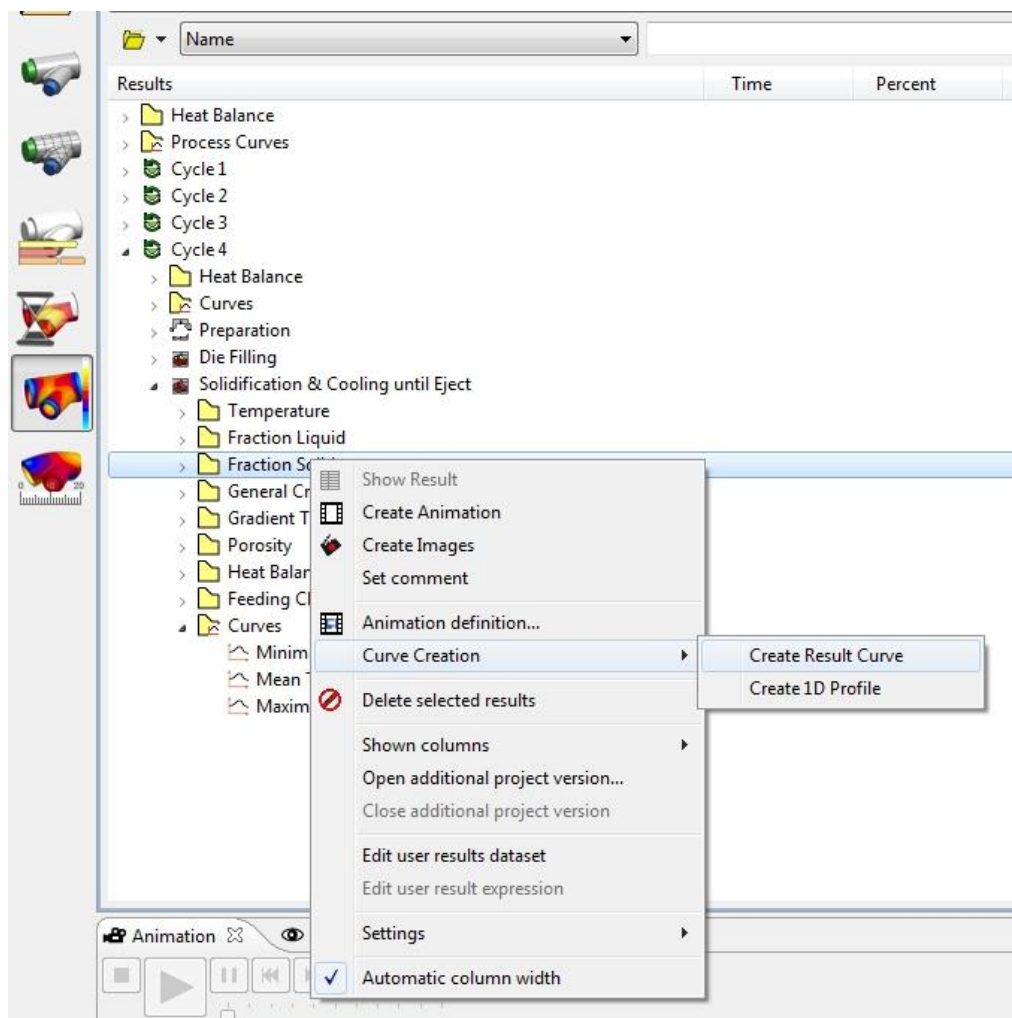 Name
Results Time Percent
Heat Balance
Process Curves
Cycle 1
Cycle 2
Cycle 3
Cycle 4
Heat Balance
Curves
Preparation
Die Filling
Solidification & Cooling until Eject
Temperature
Fraction Liquid
Fraction
General Cr
Gradient T
Porosity
Heat Balan
Feeding Cl
Curves
Minim
Mean
Maxim
Show Result
Create Animation
Create Images
Set comment
Animation definition...
Curve Creation
Create Result Curve
Create 1D Profile
Delete selected results
Shown columns
Open additional project version...
Close additional project version
Edit user results dataset
Edit user result expression
Settings
Automatic column width
Animation
0 10 20